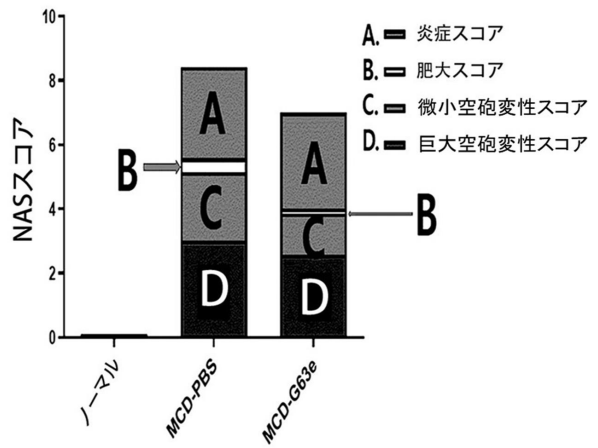 10
8
6
4
2
0
NASスコア
A. 炎症スコア
B. 肥大スコア
C. 微小空砲変性スコア
D. 巨大空砲変性スコア
A
B
C
D
A
B
C
D
ノーマル
MCD-PBS
MCD-G63e